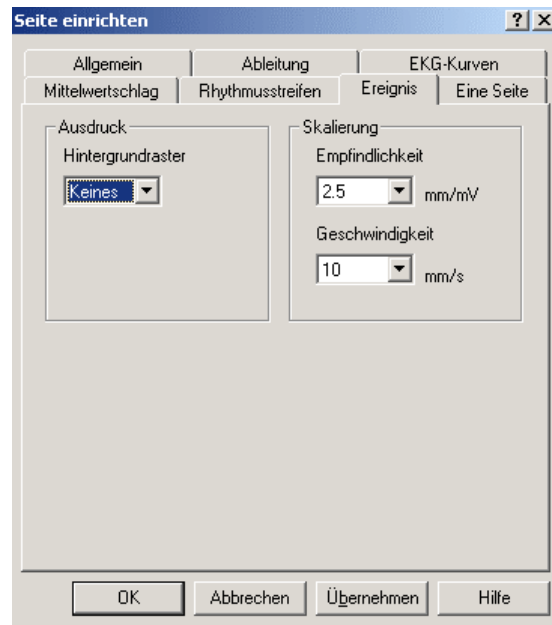 Seite einrichten
Allgemein Ableitung EKG-Kurven
Mittelwertschlag Rhythmusstreifen Ereignis Eine Seite
Ausdruck
Hintergrundraster
Keines
Skalierung
Empfindlichkeit
2.5 mm/mV
Geschwindigkeit
10 mm/s
OK Abbrechen Übernehmen Hilfe